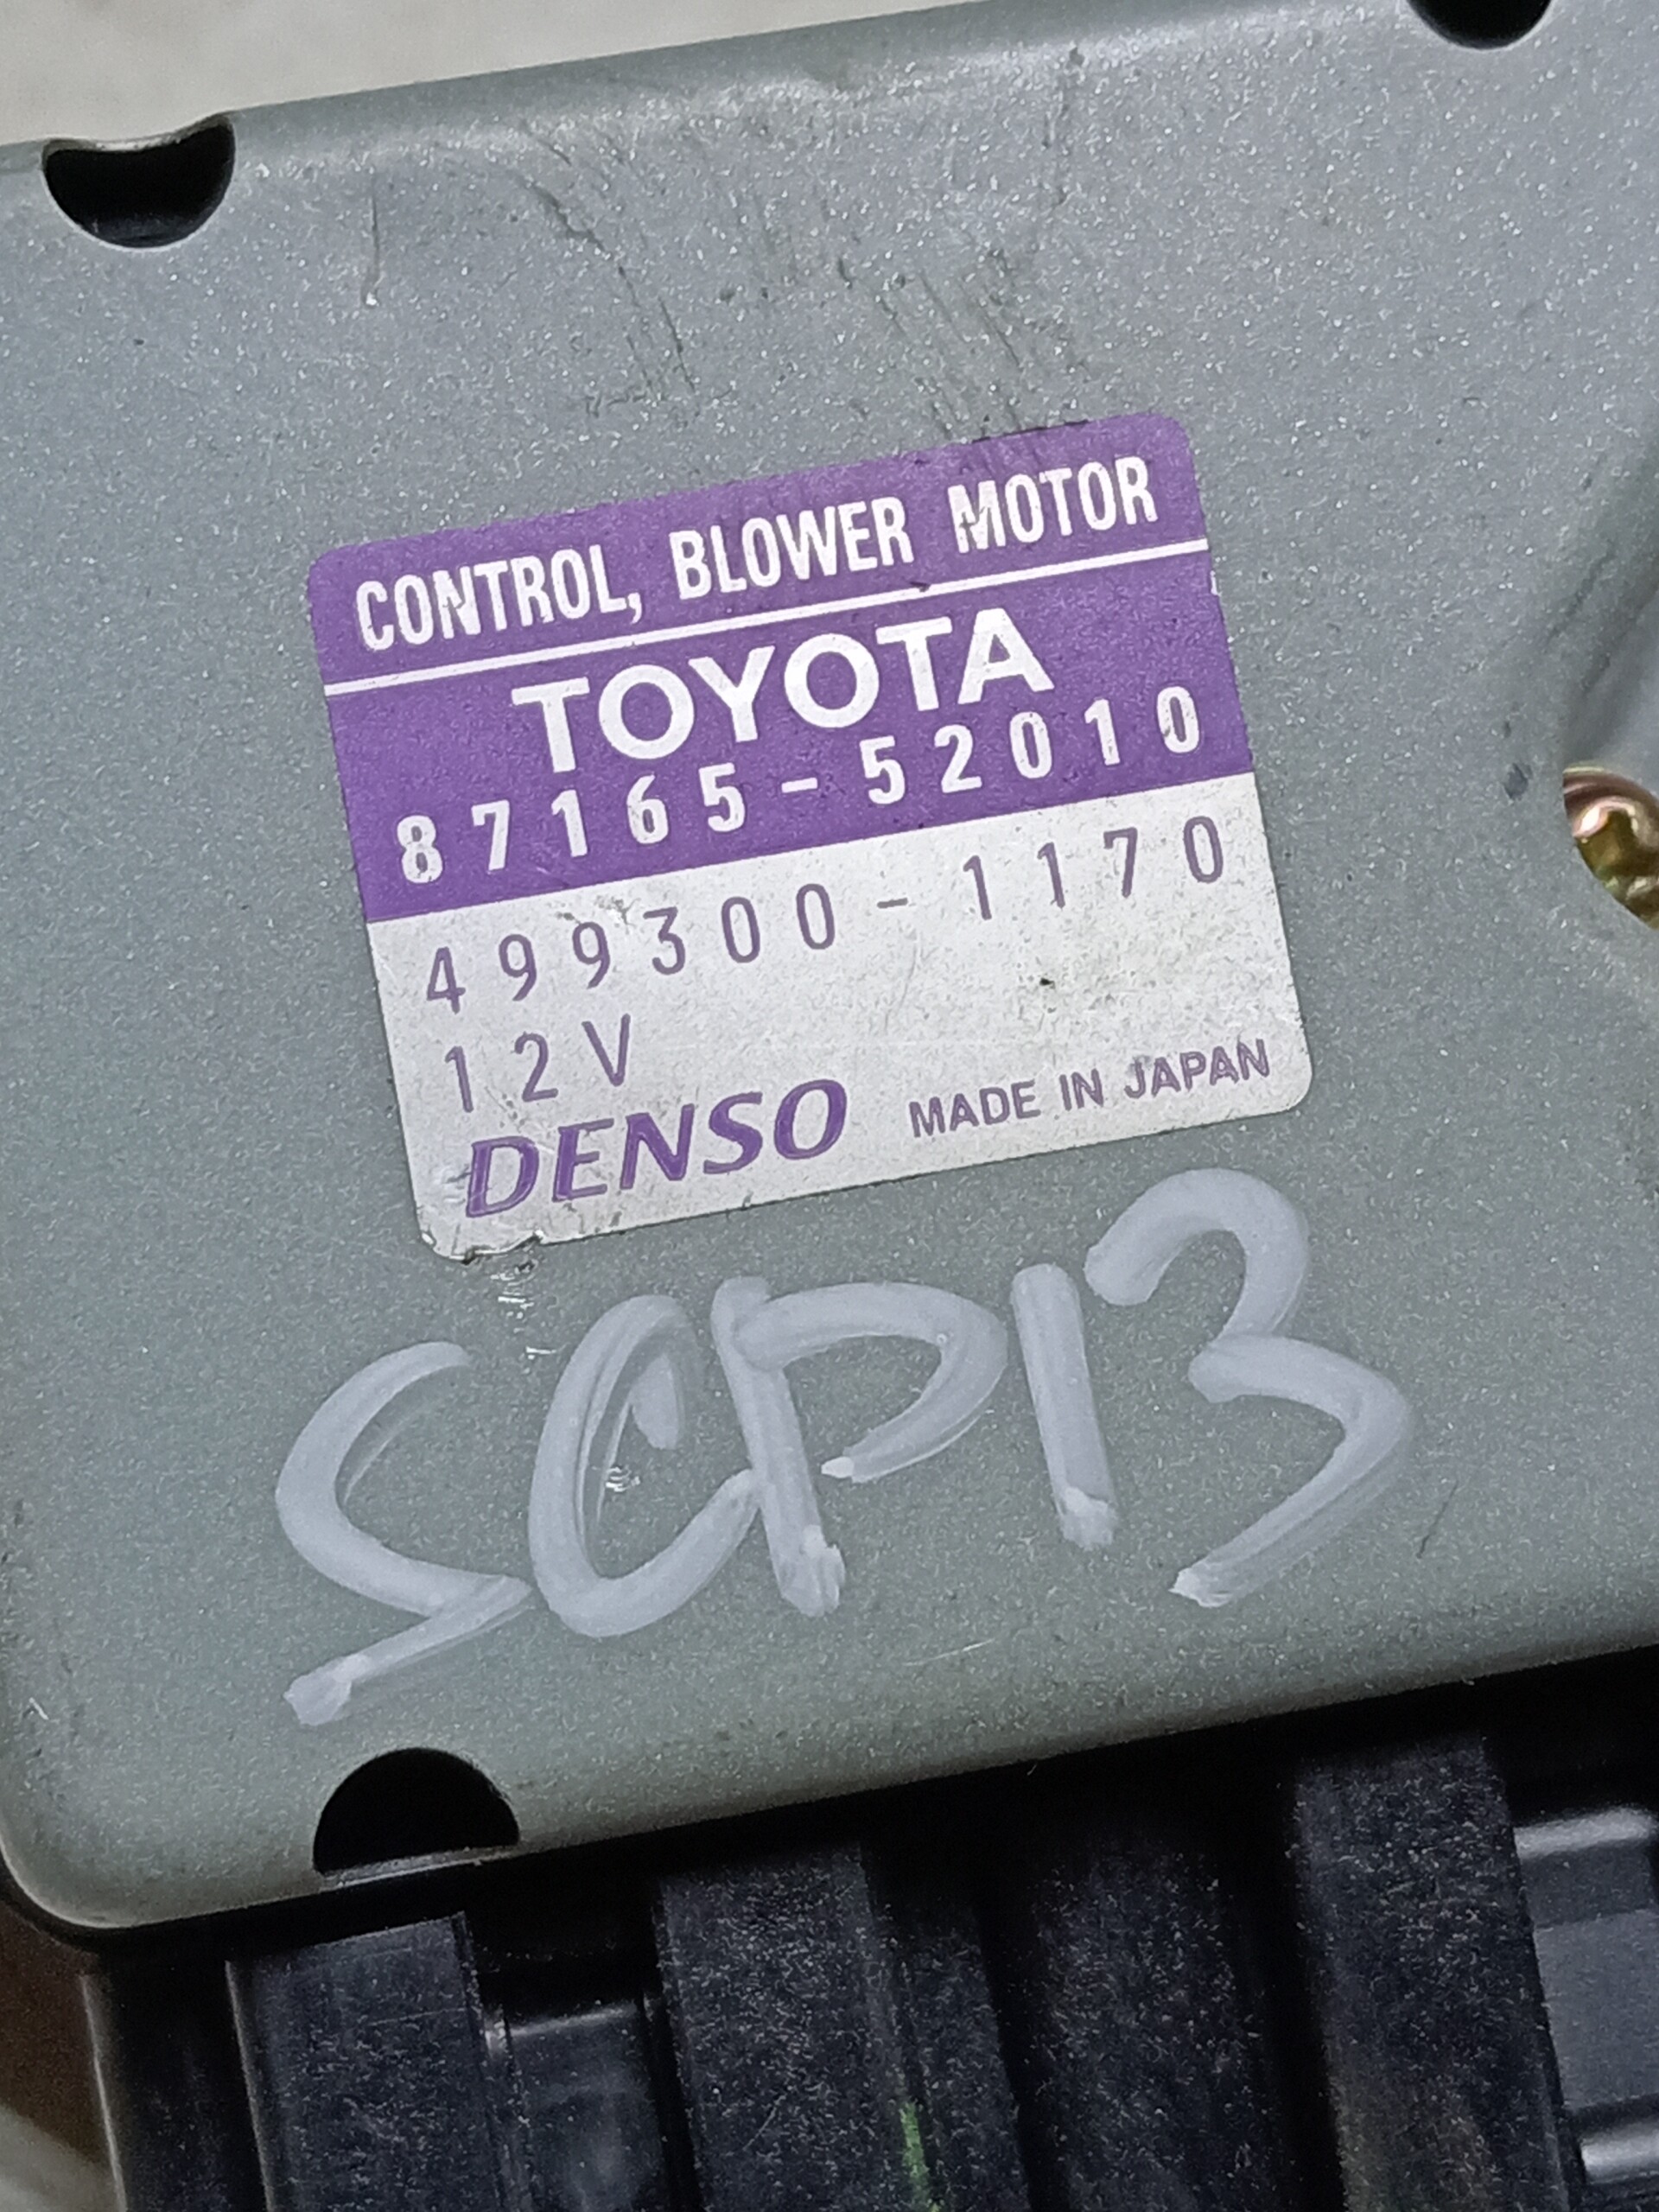 CONTROL, BLOWER MOTOR
TOYOTA
87165-52010
499300-1170
12V
DENSO MADE IN JAPAN
SCP13